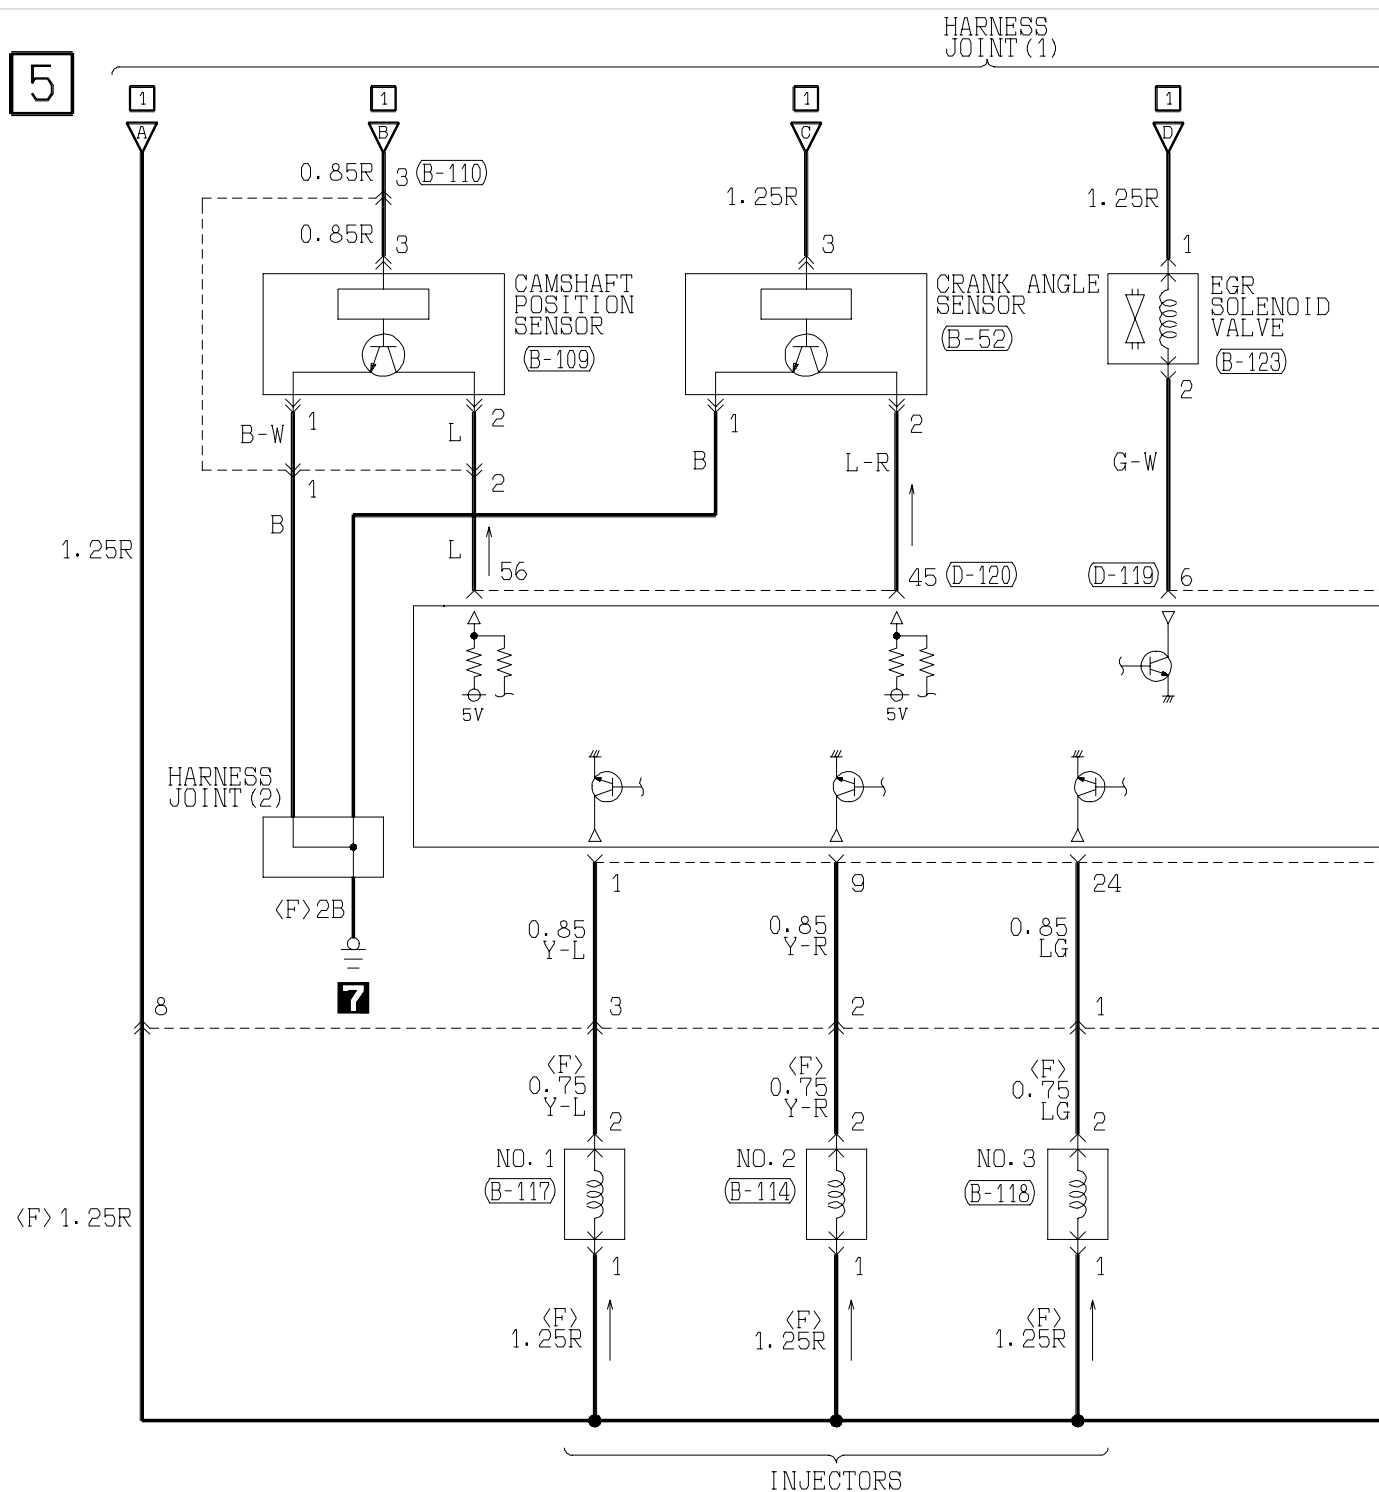 HARNESS
JOINT(1)
5
1
1
1
1
A
B
C
D
0.85R
3
(B-110)
1.25R
1.25R
0.85R
3
3
1
CAMSHAFT
POSITION
SENSOR
(B-109)
CRANK ANGLE
SENSOR
(B-52)
EGR
SOLENOID
VALVE
(B-123)
B-W
1
L
2
1
2
2
B
L-R
G-W
1
2
B
1.25R
L
56
45
(D-120)
(D-119)
6
5V
5V
HARNESS
JOINT(2)
<F>2B
7
1
9
24
0.85
Y-L
0.85
Y-R
0.85
LG
8
3
2
1
<F>
0.75
Y-L
<F>
0.75
Y-R
<F>
0.75
LG
2
2
2
NO.1
(B-117)
NO.2
(B-114)
NO.3
(B-118)
<F>1.25R
1
1
1
<F>
1.25R
<F>
1.25R
<F>
1.25R
INJECTORS